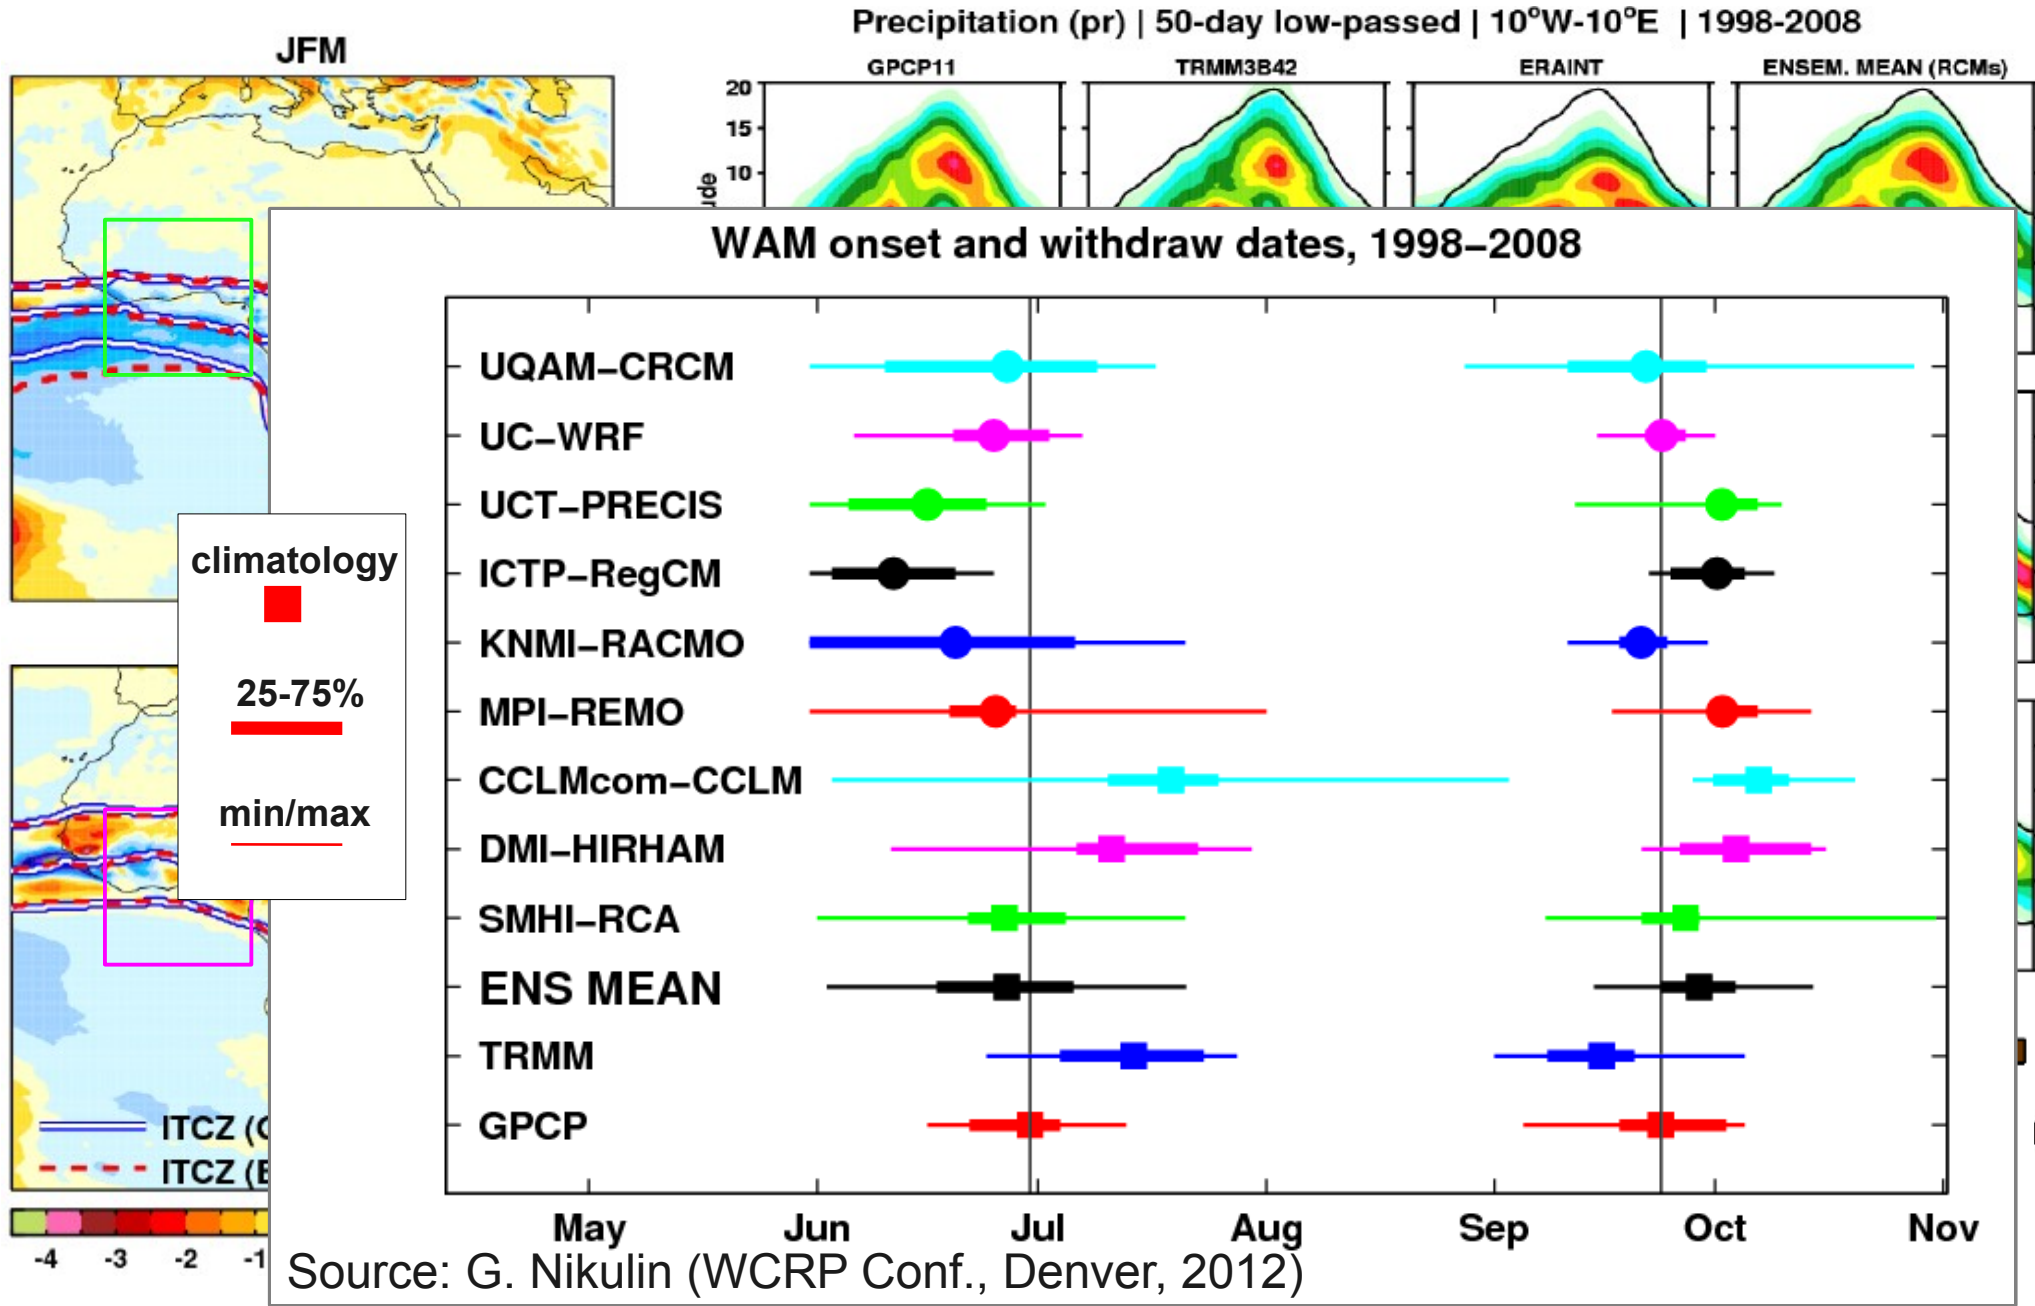 Precipitation (pr) | 50-day low-passed | 10°W-10°E | 1998-2008
JFM
GPCP11
TRMM3B42
ERAINT
ENSEM. MEAN (RCMs)
20
15
10
WAM onset and withdraw dates, 1998–2008
UQAM–CRCM
UC–WRF
UCT–PRECIS
ICTP–RegCM
KNMI–RACMO
MPI–REMO
CCLMcom–CCLM
DMI–HIRHAM
SMHI–RCA
ENS MEAN
TRMM
GPCP
May Jun Jul Aug Sep Oct Nov
climatology
25-75%
min/max
ITCZ
ITCZ
-4 -3 -2 -1
Source: G. Nikulin (WCRP Conf., Denver, 2012)